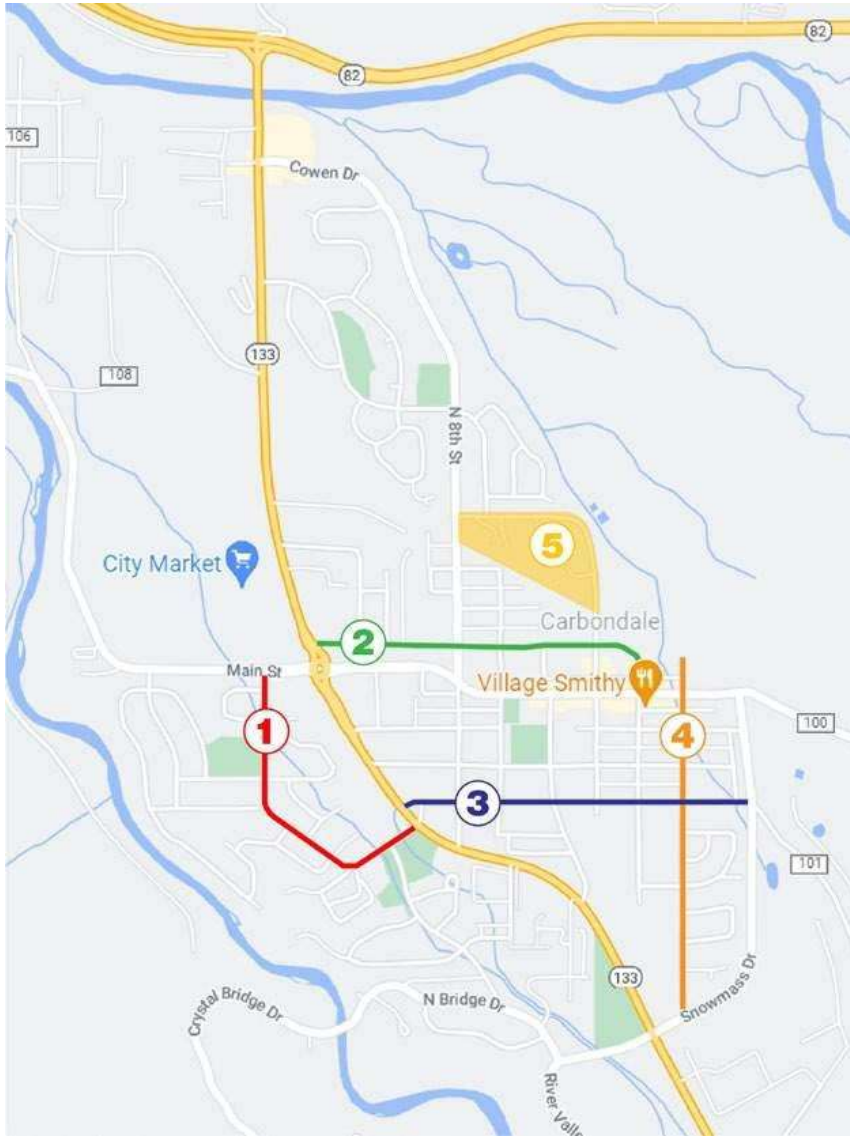 82
82
106
Cowen Dr
133
108
N 8th St
5
City Market
Carbondale
2
Main St
Village Smithy
1
4
100
3
101
133
Snowmass Dr
N Bridge Dr
Crystal Bridge Dr
River Valle